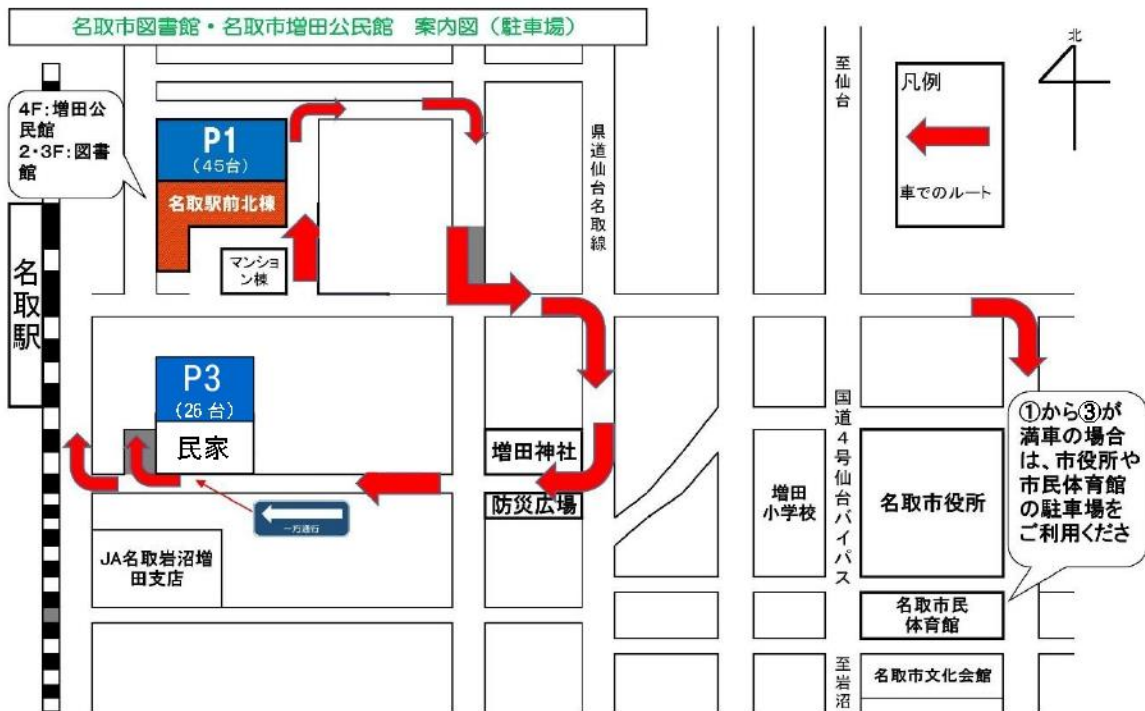 名取市図書館・名取市増田公民館　案内図（駐車場）
4F:増田公
民館
2・3F:図書
館
P1
（45台）
名取駅前北棟
マンショ
ン棟
名取駅
P3
（26 台）
民家
一方通行
JA名取岩沼増
田支店
増田神社
防災広場
県道仙台名取線
至仙台
国道４号仙台バイパス
至岩沼
増田
小学校
凡例
車でのルート
北
①から③が
満車の場合
は、市役所や
市民体育館
の駐車場を
ご利用くださ
名取市役所
名取市民
体育館
名取市文化会館